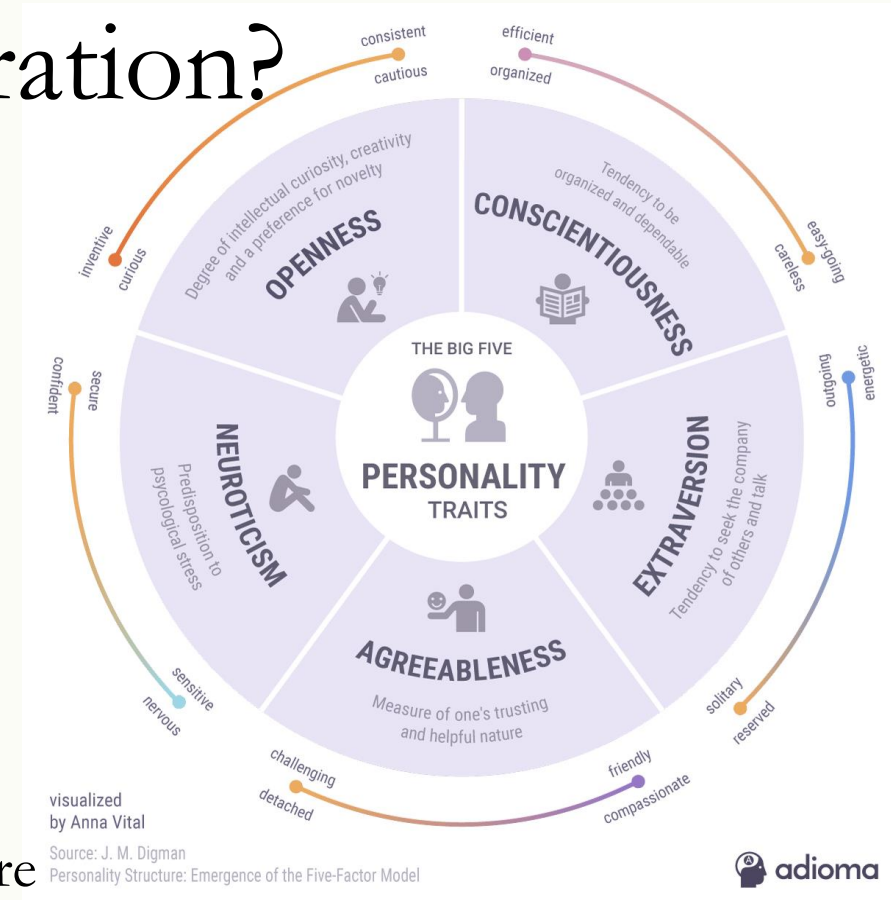 ration?
consistent
cautious
efficient
organized
inventive
curious
Degree of intellectual curiosity, creativity
and a preference for novelty
OPENNESS
Tendency to be
organized and dependable
CONSCIENTIOUSNESS
easy-going
careless
THE BIG FIVE
PERSONALITY
TRAITS
secure
confident
NEUROTICISM
Predisposition to
psycological stress
sensitive
nervous
energetic
outgoing
EXTRAVERSION
Tendency to seek the company
of others and talk
solitary
reserved
AGREEABLENESS
Measure of one's trusting
and helpful nature
challenging
detached
friendly
compassionate
visualized
by Anna Vital
Source: J. M. Digman
re Personality Structure: Emergence of the Five-Factor Model
adioma